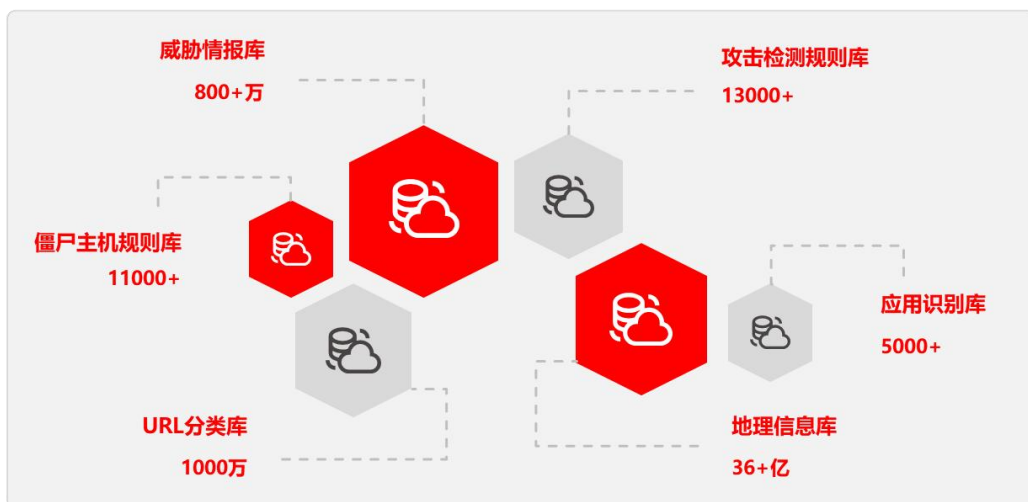 威胁情报库
800+万
攻击检测规则库
13000+
僵尸主机规则库
11000+
应用识别库
5000+
URL分类库
1000万
地理信息库
36+亿